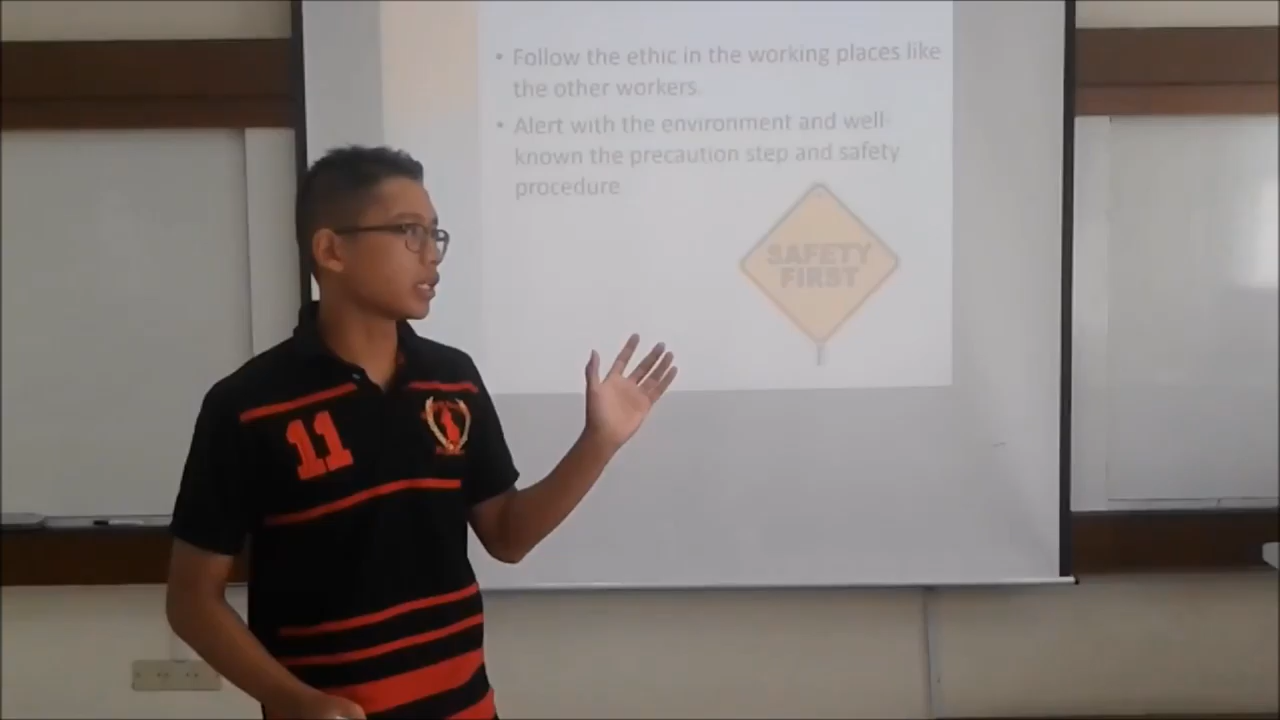 • Follow the ethic in the working places like
the other workers.
• Alert with the environment and well-
known the precaution step and safety
procedure
SAFETY
FIRST
11